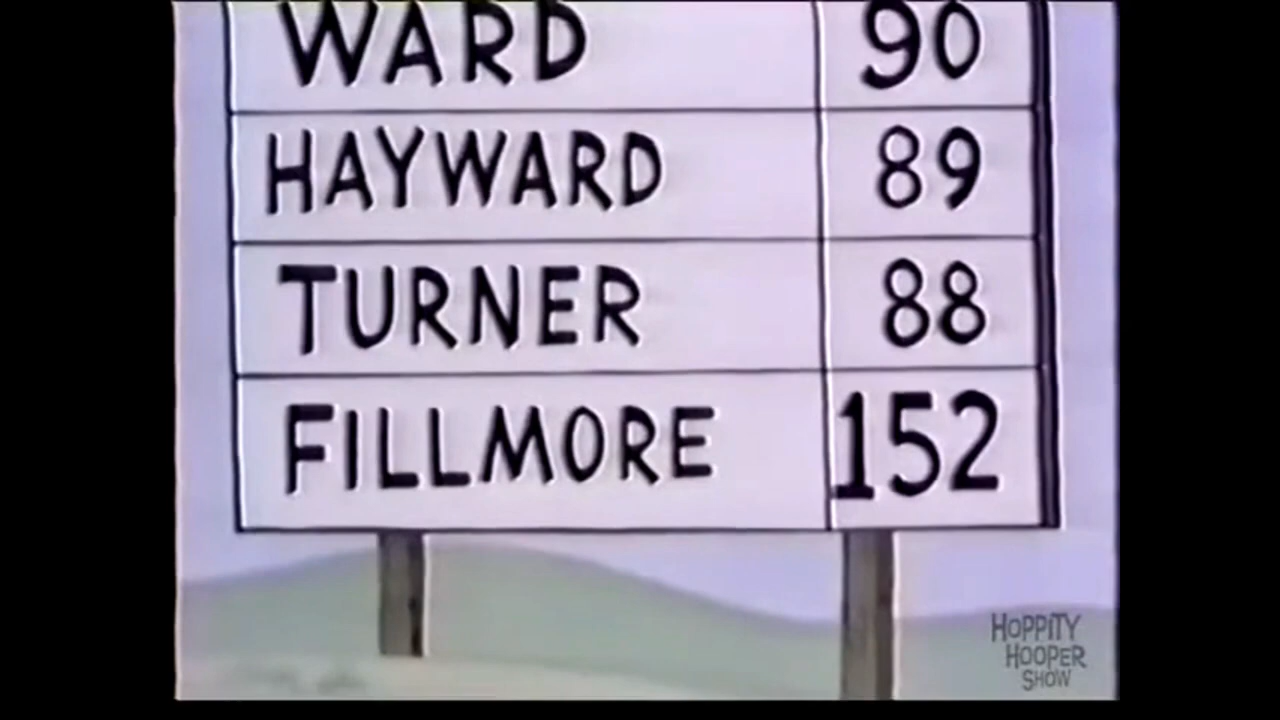 WARD 90
HAYWARD 89
TURNER 88
FILLMORE 152
HOPPITY
HOOPER
SHOW